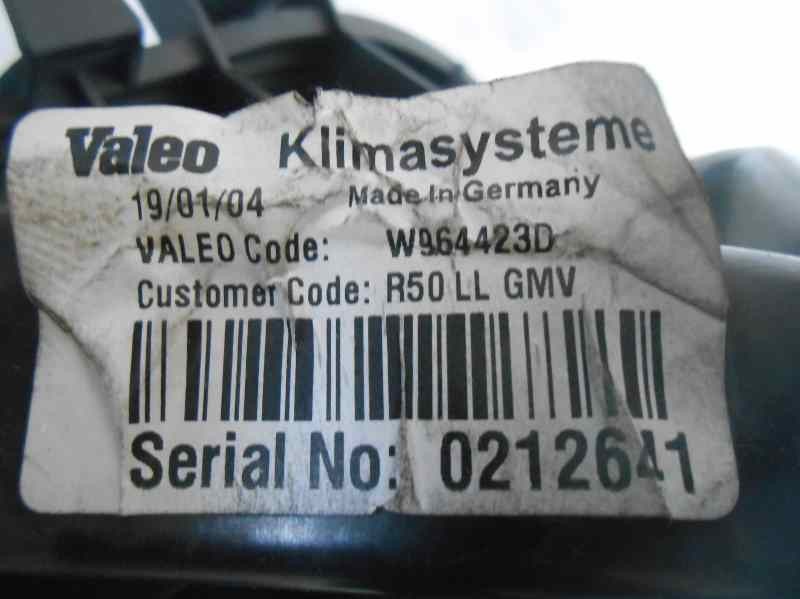 Valeo Klimasysteme
19/01/04 Made In Germany
VALEO Code: W964423D
Customer Code: R50 LL GMV
Serial No: 0212641